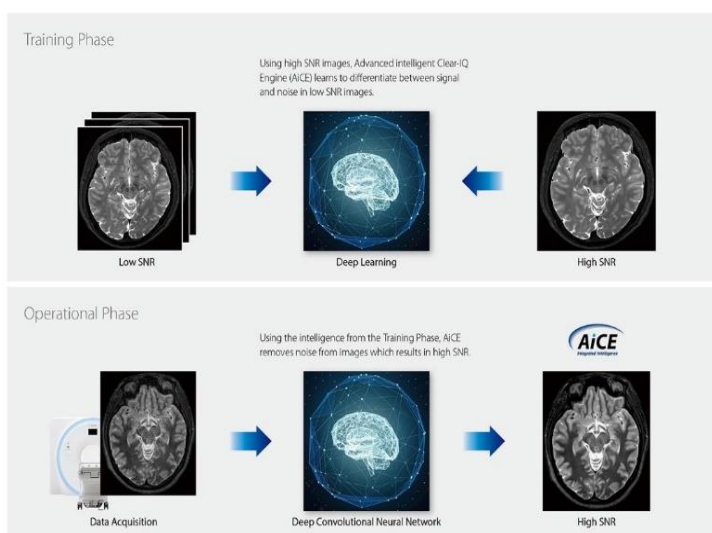 Training Phase
Using high SNR images, Advanced intelligent Clear-IQ
Engine (AiCE) learns to differentiate between signal
and noise in low SNR images.
Low SNR
Deep Learning
High SNR
Operational Phase
Using the intelligence from the Training Phase, AiCE
removes noise from images which results in high SNR.
AiCE
Integrated Intelligence
Data Acquisition
Deep Convolutional Neural Network
High SNR